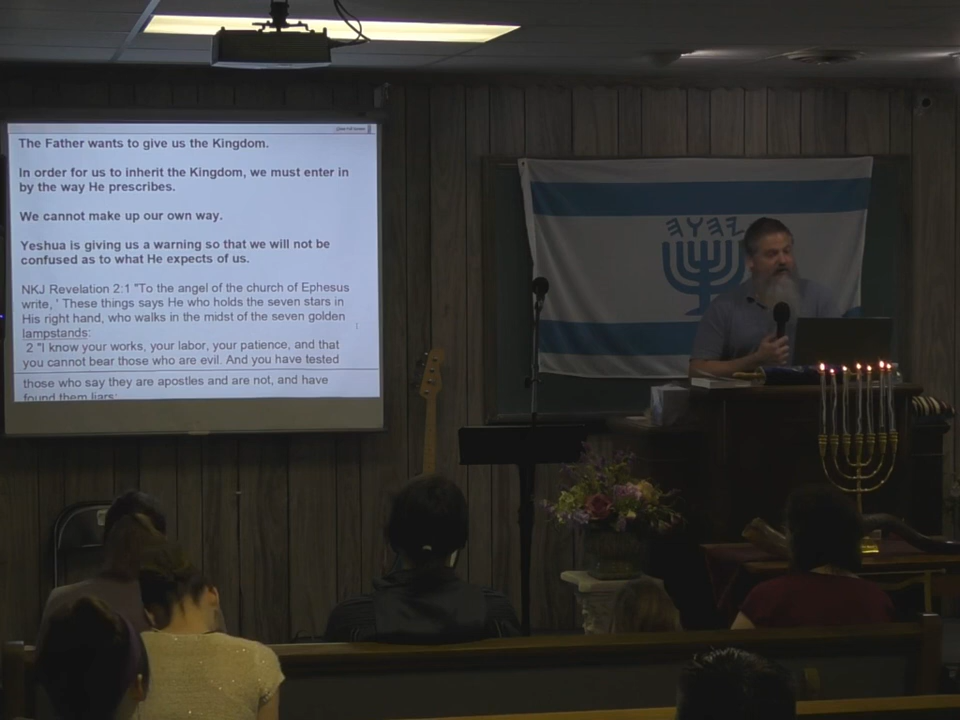 The Father wants to give us the Kingdom.
In order for us to inherit the Kingdom, we must enter in
by the way He prescribes.
We cannot make up our own way.
Yeshua is giving us a warning so that we will not be
confused as to what He expects of us.
NKJ Revelation 2:1 "To the angel of the church of Ephesus
write, ' These things says He who holds the seven stars in
His right hand, who walks in the midst of the seven golden
lampstands:
2 "I know your works, your labor, your patience, and that
you cannot bear those who are evil. And you have tested
those who say they are apostles and are not, and have
found them liars;
𐤉𐤄𐤅𐤄